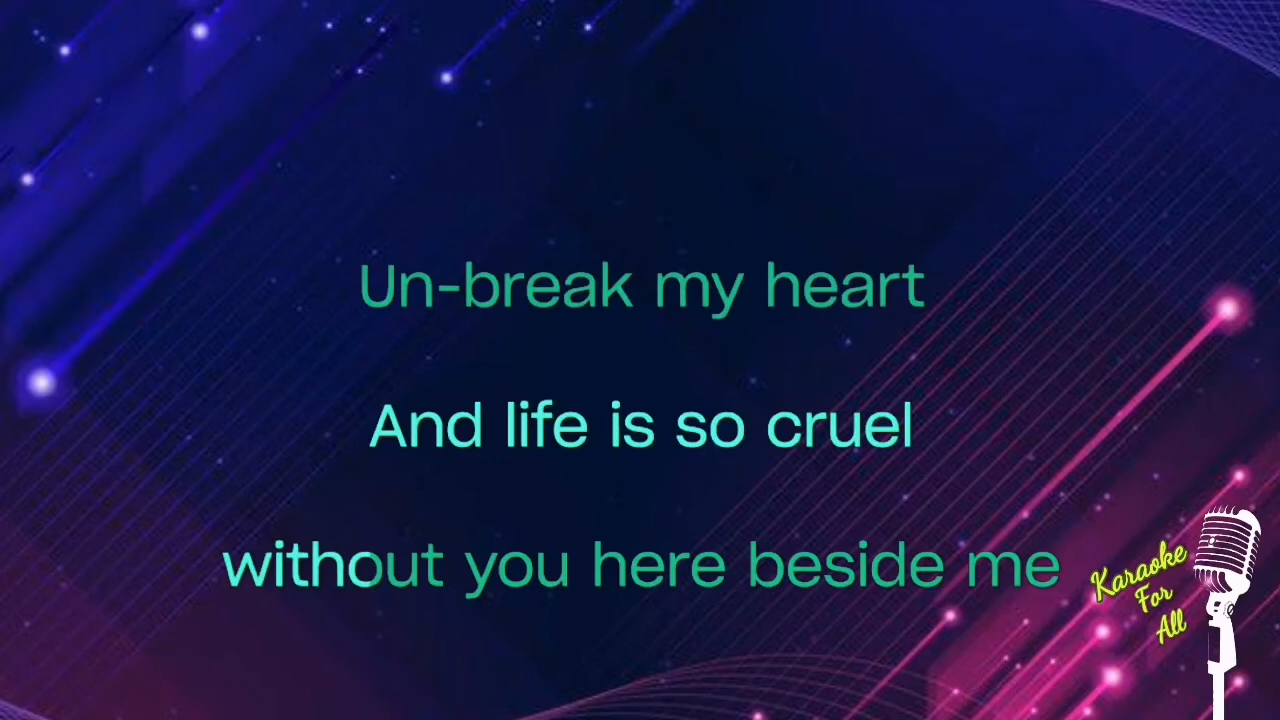 Un-break my heart
And life is so cruel
without you here beside me
Karaoke
For
All